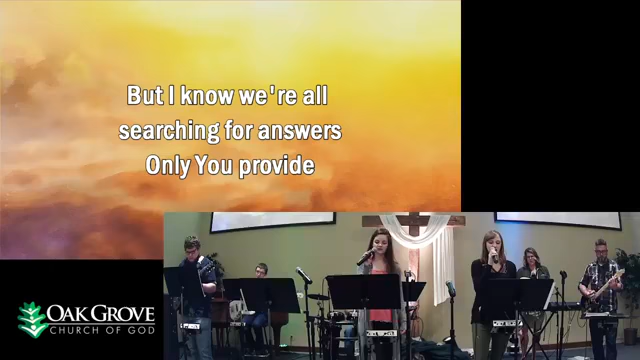 But I know we're all
searching for answers
Only You provide
OAK GROVE
CHURCH OF GOD